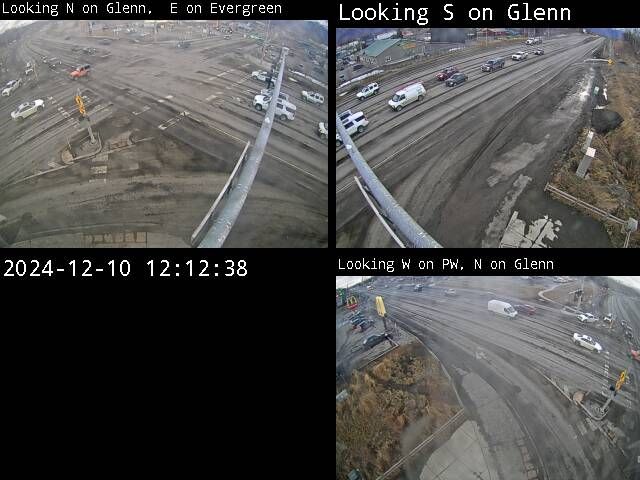 Looking N on Glenn,  E on Evergreen
Looking S on Glenn
2024-12-10 12:12:38
Looking W on PW, N on Glenn